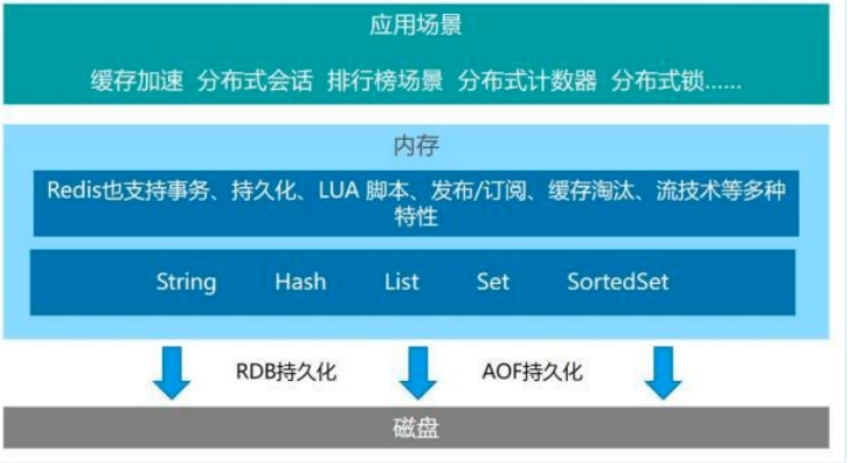 应用场景
缓存加速 分布式会话 排行榜场景 分布式计数器 分布式锁......
内存
Redis也支持事务、持久化、LUA 脚本、发布/订阅、缓存淘汰、流技术等多种
特性
String Hash List Set SortedSet
RDB持久化 AOF持久化
磁盘